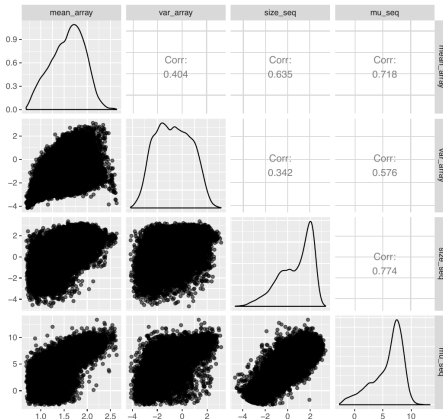 mean_array var_array size_seq mu_seq
0.9
0.6
0.3
0.0
Corr:
0.404
Corr:
0.635
Corr:
0.718
mean_array
2
0
−2
−4
Corr:
0.342
Corr:
0.576
var_array
2
0
−2
−4
Corr:
0.774
size_seq
10
5
0
mu_seq
1.0 1.5 2.0 2.5 −4 −2 0 2 −4 −2 0 2 0 5 10